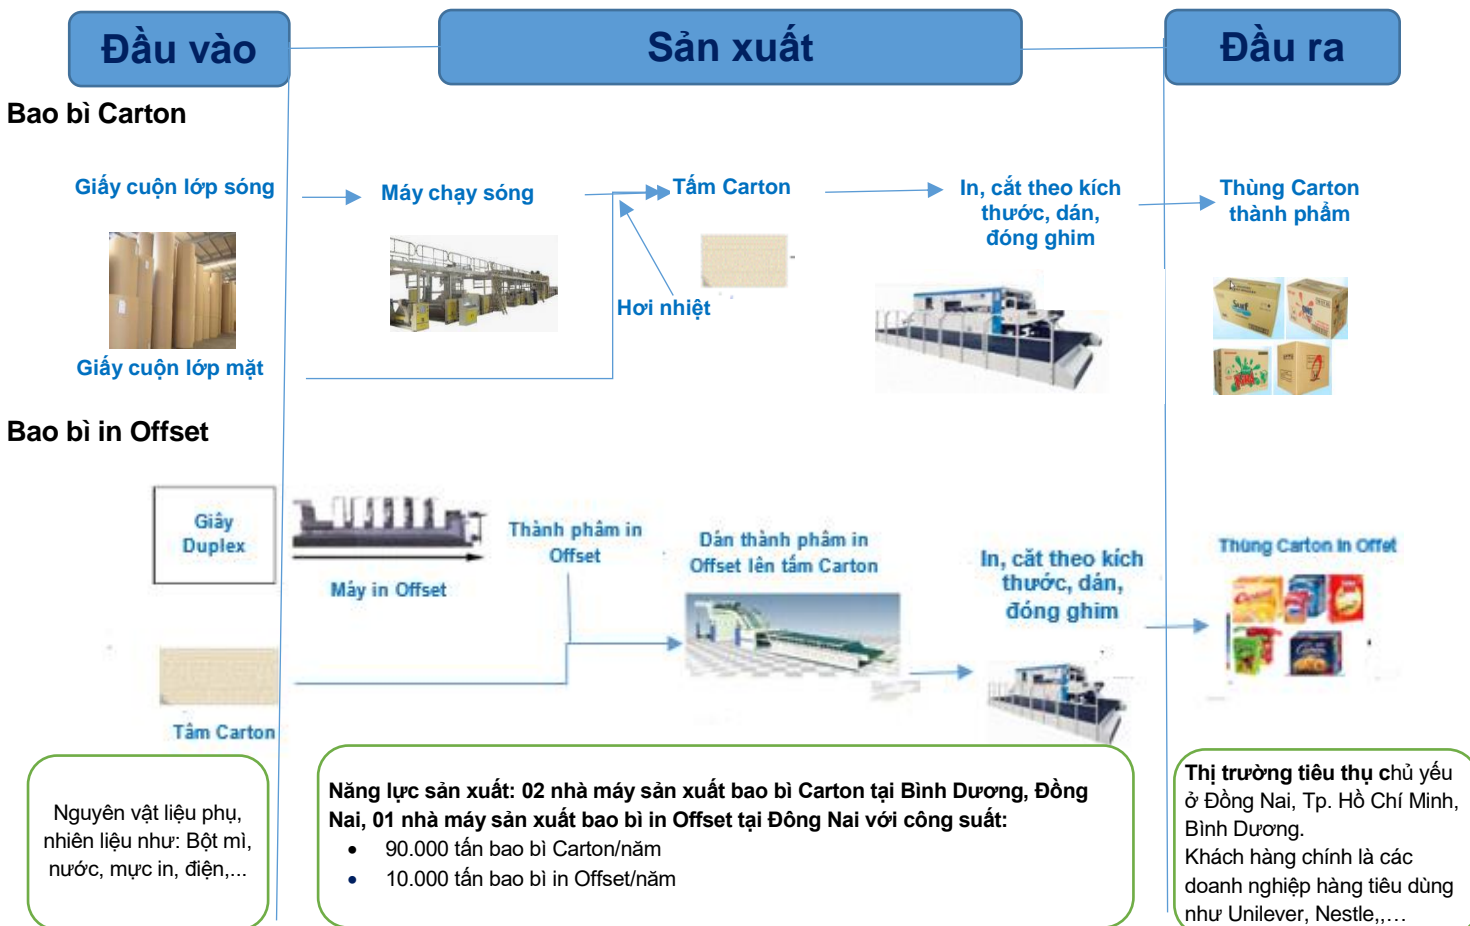 Đầu vào
Sản xuất
Đầu ra
Bao bì Carton
Giấy cuộn lớp sóng
Máy chạy sóng
Tấm Carton
In, cắt theo kích
thước, dán,
đóng ghim
Thùng Carton
thành phẩm
Hơi nhiệt
Giấy cuộn lớp mặt
Bao bì in Offset
Giây
Duplex
Máy in Offset
Thành phâm in
Offset
Dán thành phâm in
Offset lên tấm Carton
In, căt theo kích
thước, dán,
đóng ghim
Thùng Carton in Offet
Tâm Carton
Nguyên vật liệu phụ,
nhiên liệu như: Bột mì,
nước, mực in, điện,...
Năng lực sản xuất: 02 nhà máy sản xuất bao bì Carton tại Bình Dương, Đồng
Nai, 01 nhà máy sản xuất bao bì in Offset tại Đông Nai với công suất:
• 90.000 tấn bao bì Carton/năm
• 10.000 tấn bao bì in Offset/năm
Thị trường tiêu thụ chủ yếu
ở Đồng Nai, Tp. Hồ Chí Minh,
Bình Dương.
Khách hàng chính là các
doanh nghiệp hàng tiêu dùng
như Unilever, Nestle,,…